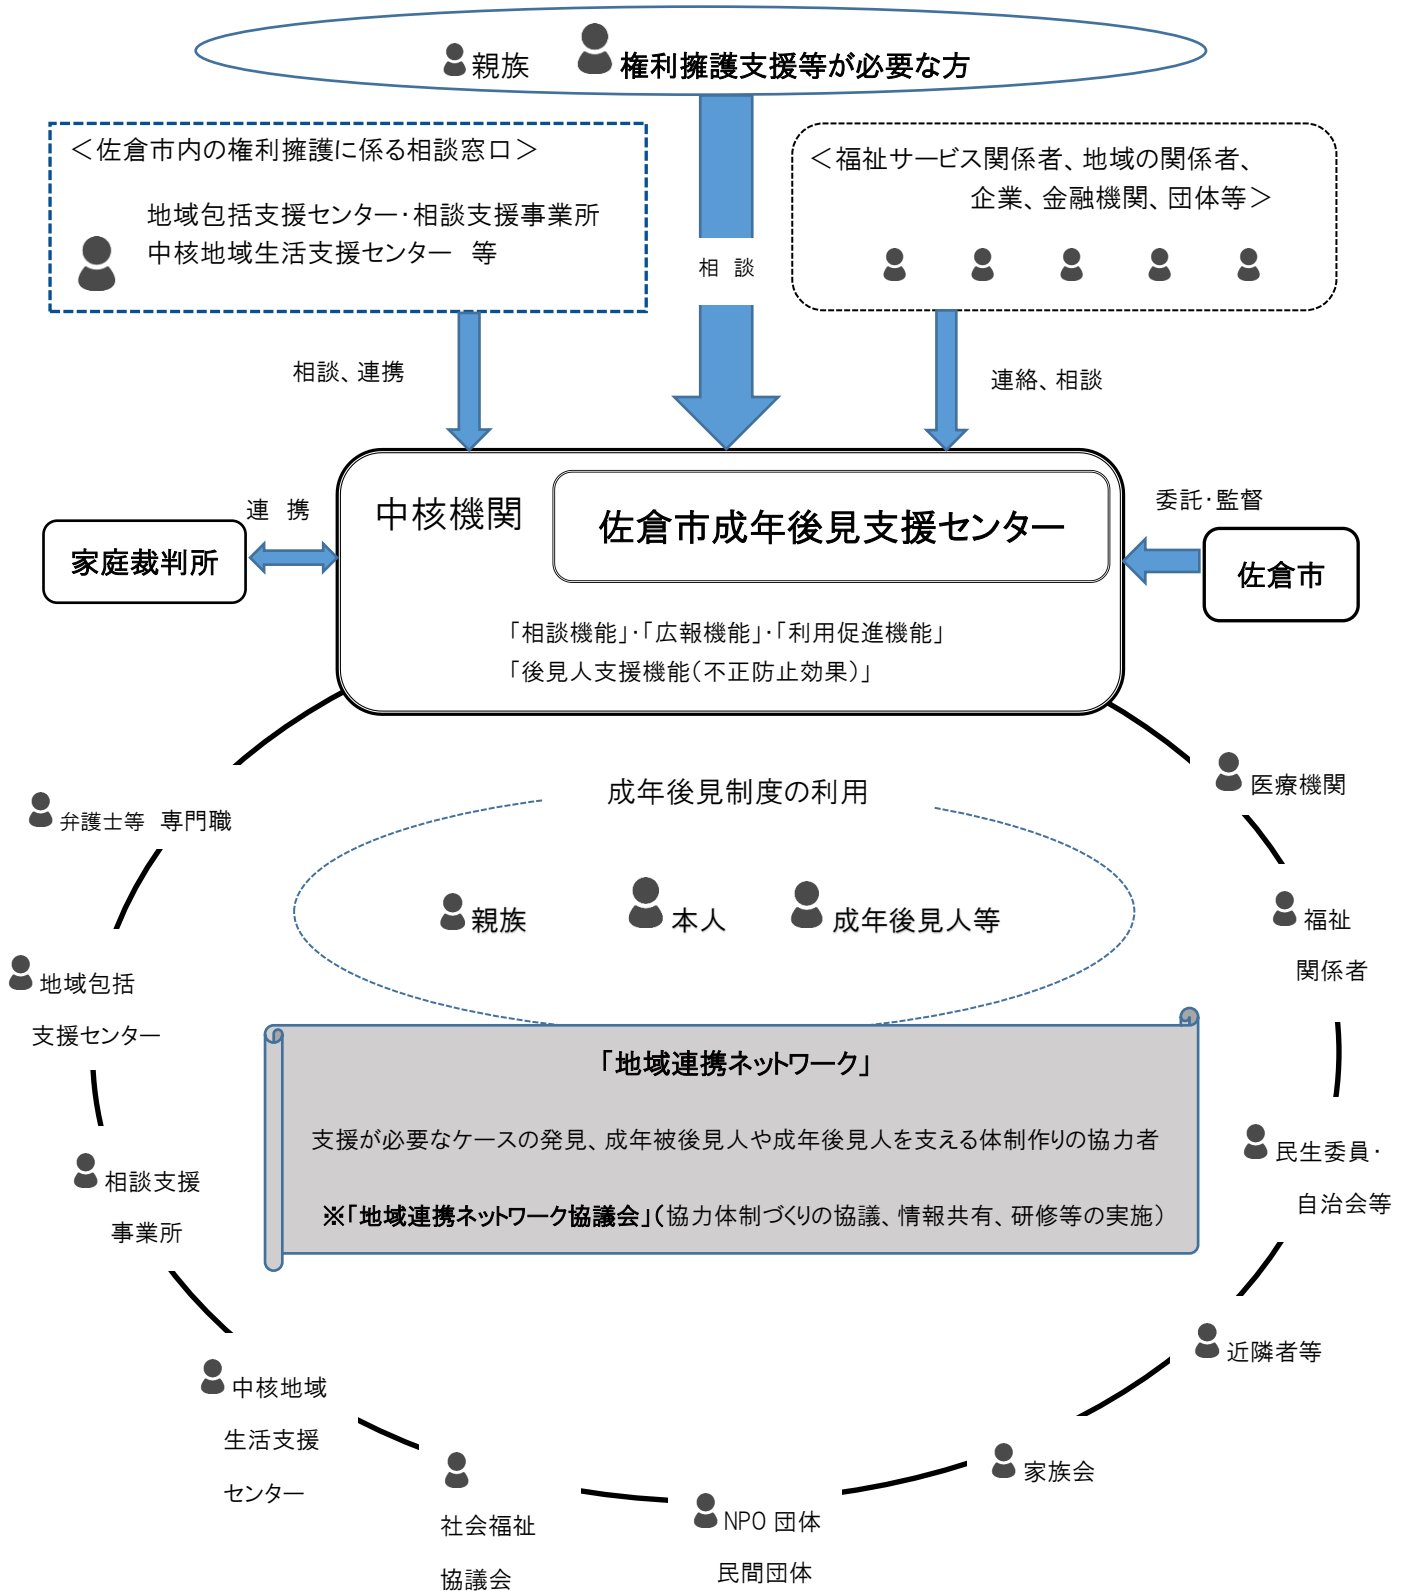 親族
権利擁護支援等が必要な方
＜佐倉市内の権利擁護に係る相談窓口＞
地域包括支援センター・相談支援事業所
中核地域生活支援センター　等
＜福祉サービス関係者、地域の関係者、
企業、金融機関、団体等＞
相　談
相談、連携
連絡、相談
中核機関
佐倉市成年後見支援センター
連　携
家庭裁判所
委託・監督
佐倉市
「相談機能」・「広報機能」・「利用促進機能」
「後見人支援機能（不正防止効果）」
成年後見制度の利用
親族
本人
成年後見人等
「地域連携ネットワーク」
支援が必要なケースの発見、成年被後見人や成年後見人を支える体制作りの協力者
※「地域連携ネットワーク協議会」（協力体制づくりの協議、情報共有、研修等の実施）
弁護士等　専門職
地域包括
支援センター
相談支援
事業所
中核地域
生活支援
センター
社会福祉
協議会
NPO 団体
民間団体
家族会
近隣者等
民生委員・
自治会等
福祉
関係者
医療機関